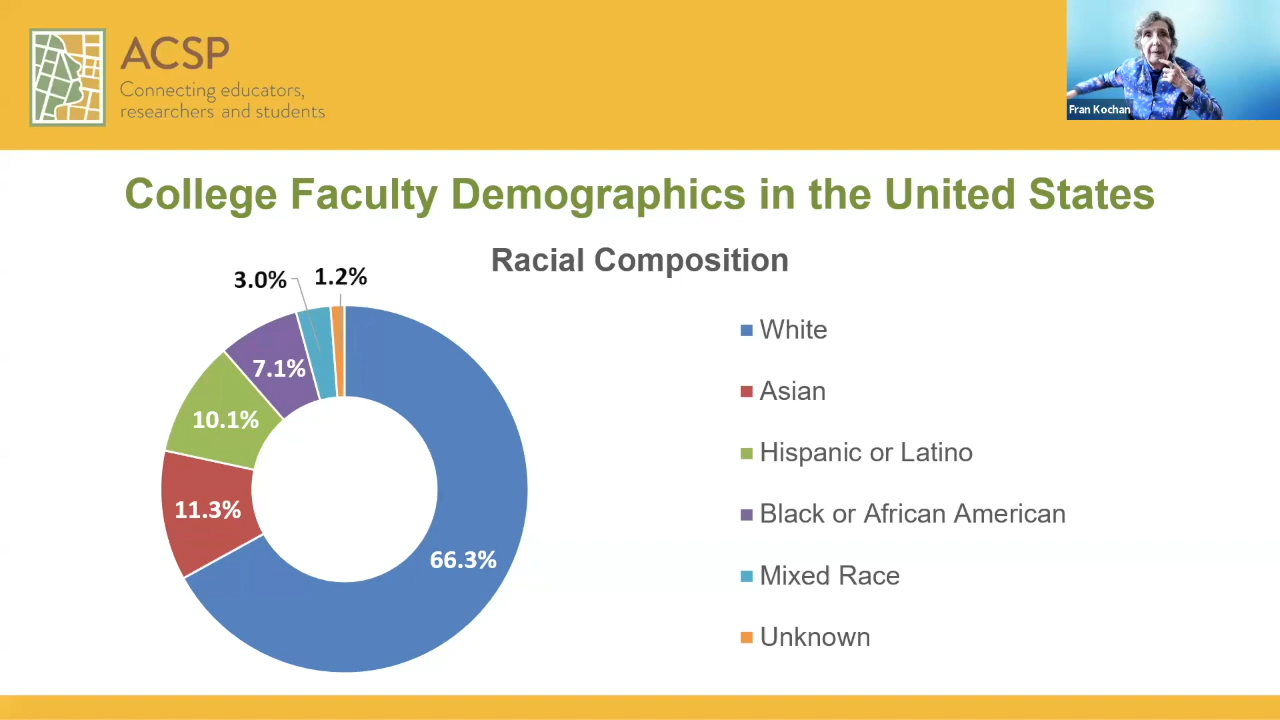 ACSP
Connecting educators,
researchers and students
Fran Kochan
College Faculty Demographics in the United States
Racial Composition
3.0%
1.2%
7.1%
10.1%
11.3%
66.3%
White
Asian
Hispanic or Latino
Black or African American
Mixed Race
Unknown